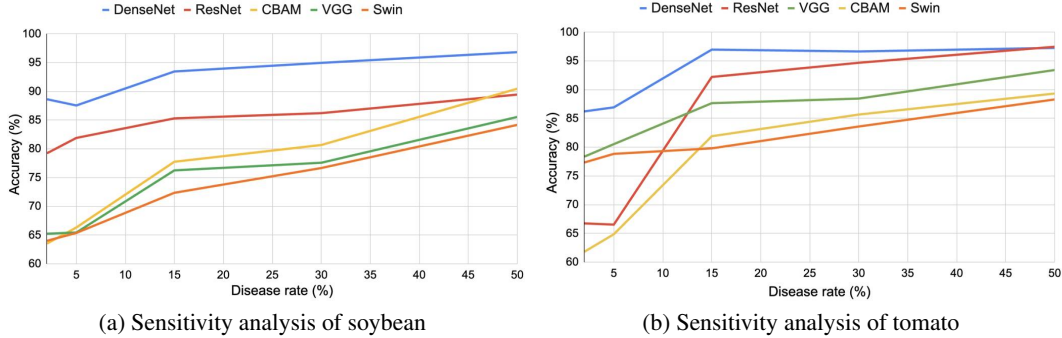 DenseNet ResNet CBAM VGG Swin
100
95
90
85
80
75
70
65
60
Accuracy (%)
5 10 15 20 25 30 35 40 45 50
Disease rate (%)
(a) Sensitivity analysis of soybean
DenseNet ResNet VGG CBAM Swin
100
95
90
85
80
75
70
65
60
Accuracy (%)
5 10 15 20 25 30 35 40 45 50
Disease rate (%)
(b) Sensitivity analysis of tomato